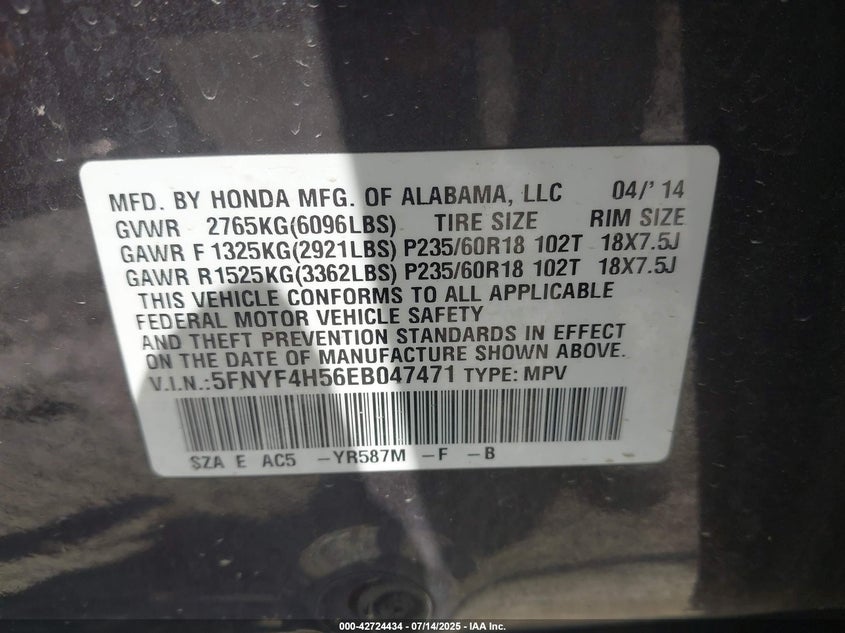 MFD. BY HONDA MFG. OF ALABAMA, LLC 04/'14
GVWR 2765KG(6096LBS) TIRE SIZE RIM SIZE
GAWR F 1325KG(2921LBS) P235/60R18 102T 18X7.5J
GAWR R1525KG(3362LBS) P235/60R18 102T 18X7.5J
THIS VEHICLE CONFORMS TO ALL APPLICABLE
FEDERAL MOTOR VEHICLE SAFETY
AND THEFT PREVENTION STANDARDS IN EFFECT
ON THE DATE OF MANUFACTURE SHOWN ABOVE.
V.I.N.:5FNYF4H56EB047471 TYPE: MPV
SZA E AC5 -YR587M -F -B
000-42724434 - 07/14/2025 - IAA Inc.